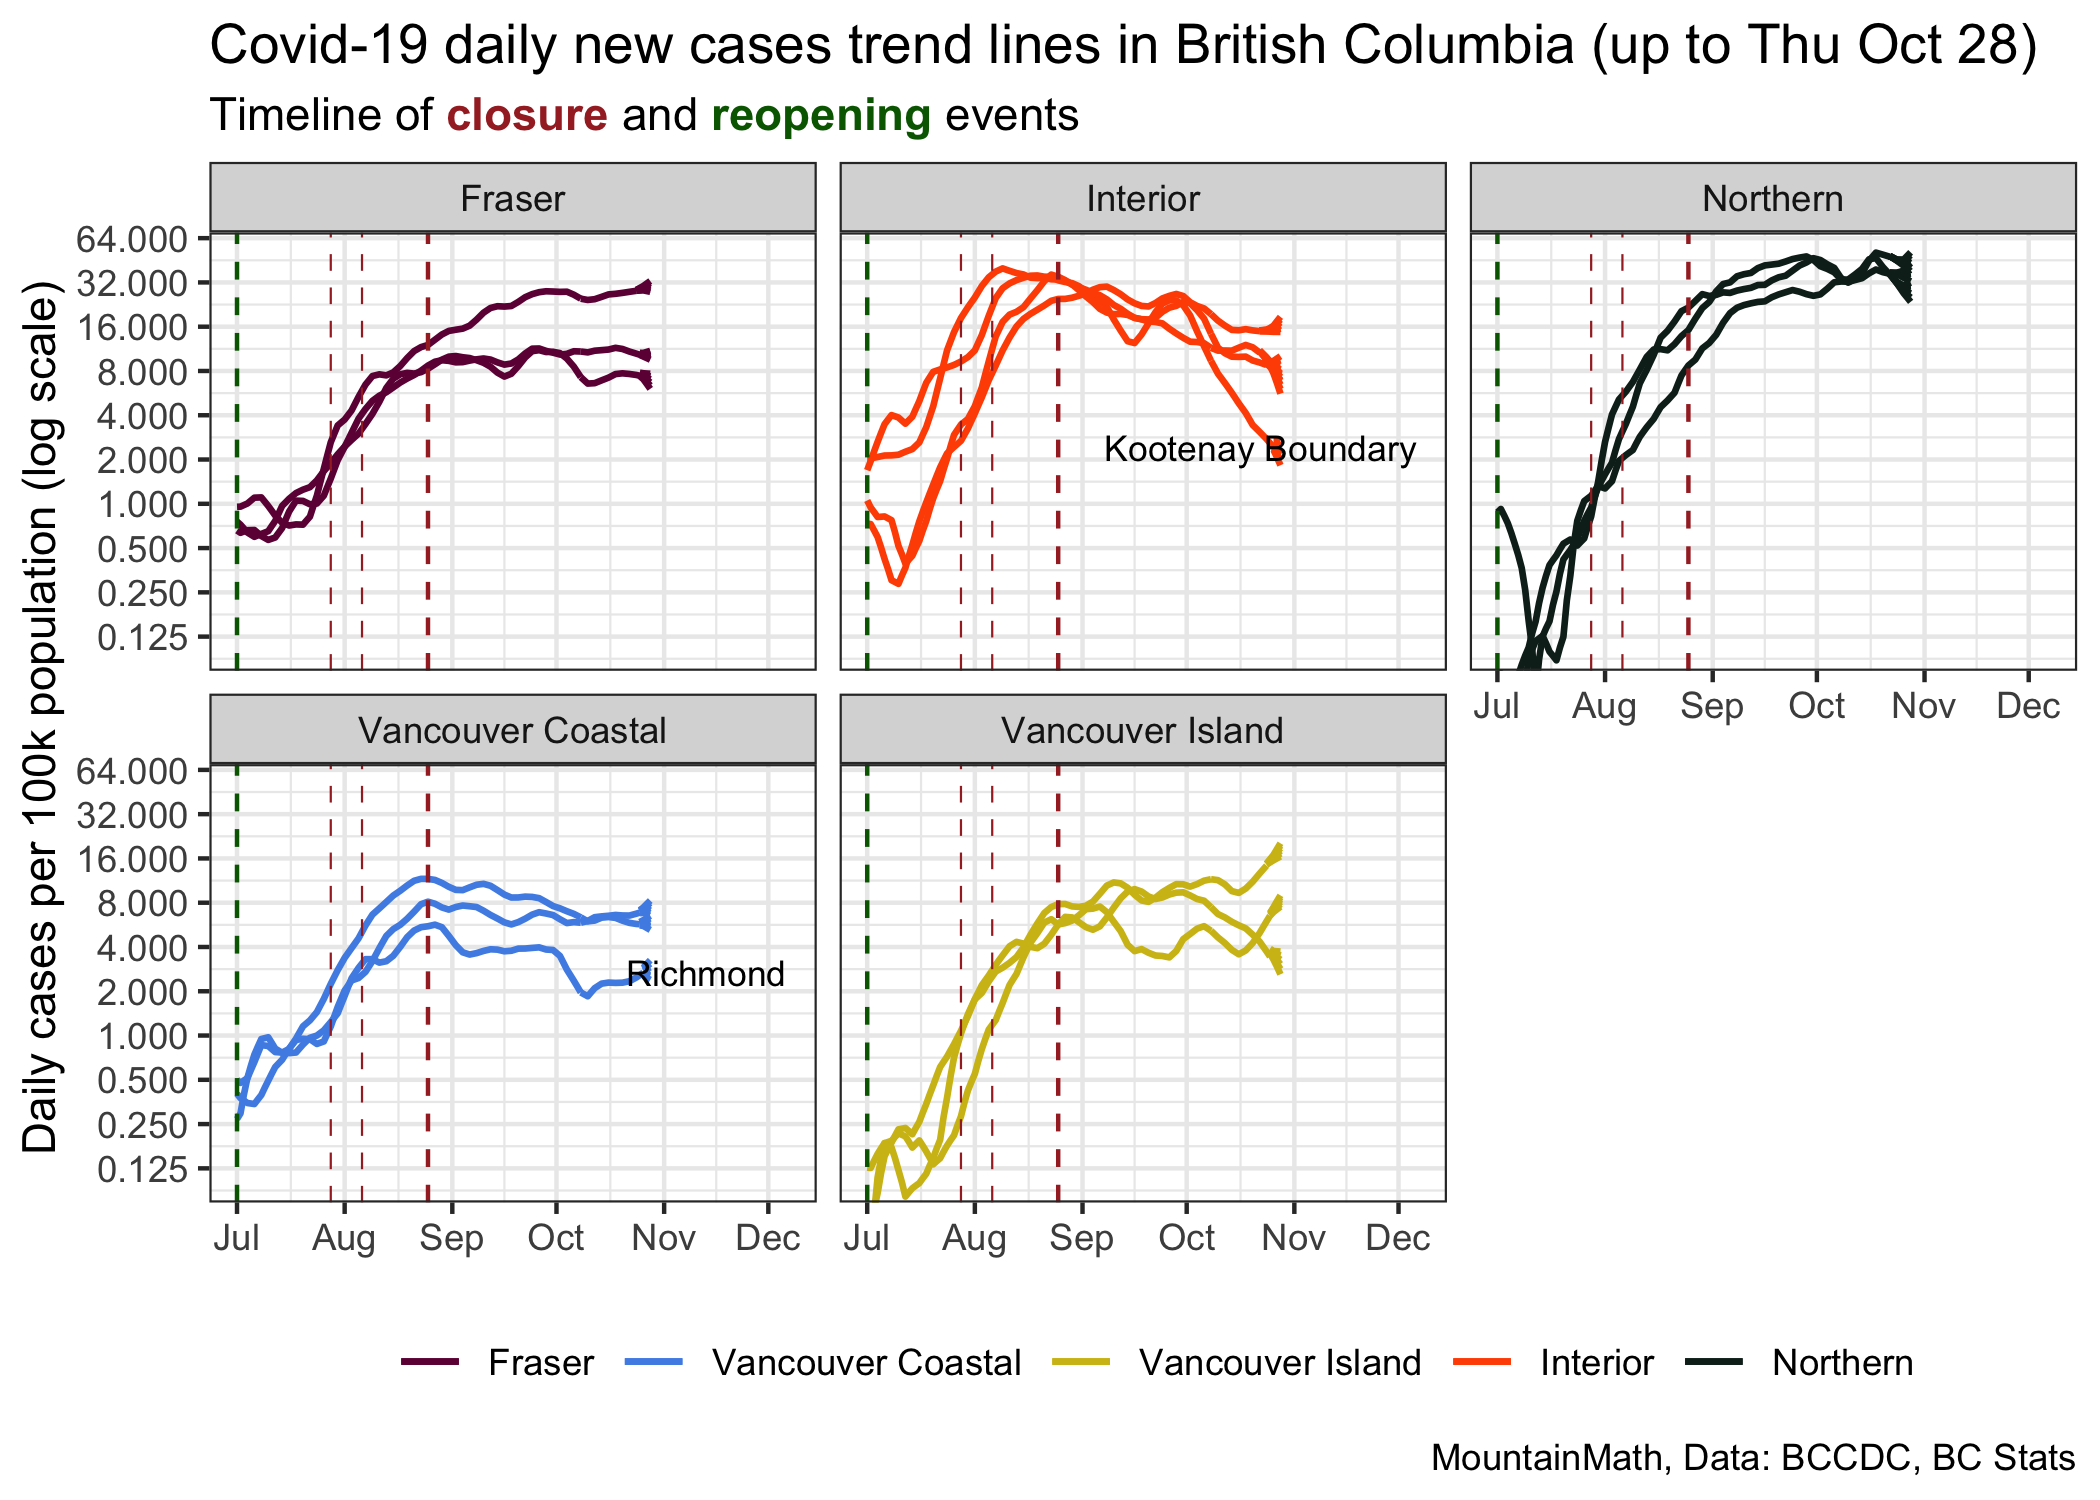 Covid-19 daily new cases trend lines in British Columbia (up to Thu Oct 28)
Timeline of closure and reopening events
Daily cases per 100k population (log scale)
Fraser
Interior
Northern
64.000
32.000
16.000
8.000
4.000
2.000
1.000
0.500
0.250
0.125
Kootenay Boundary
Jul Aug Sep Oct Nov Dec
Vancouver Coastal
Vancouver Island
64.000
32.000
16.000
8.000
4.000
2.000
1.000
0.500
0.250
0.125
Richmond
Jul Aug Sep Oct Nov Dec
Jul Aug Sep Oct Nov Dec
Fraser Vancouver Coastal Vancouver Island Interior Northern
MountainMath, Data: BCCDC, BC Stats